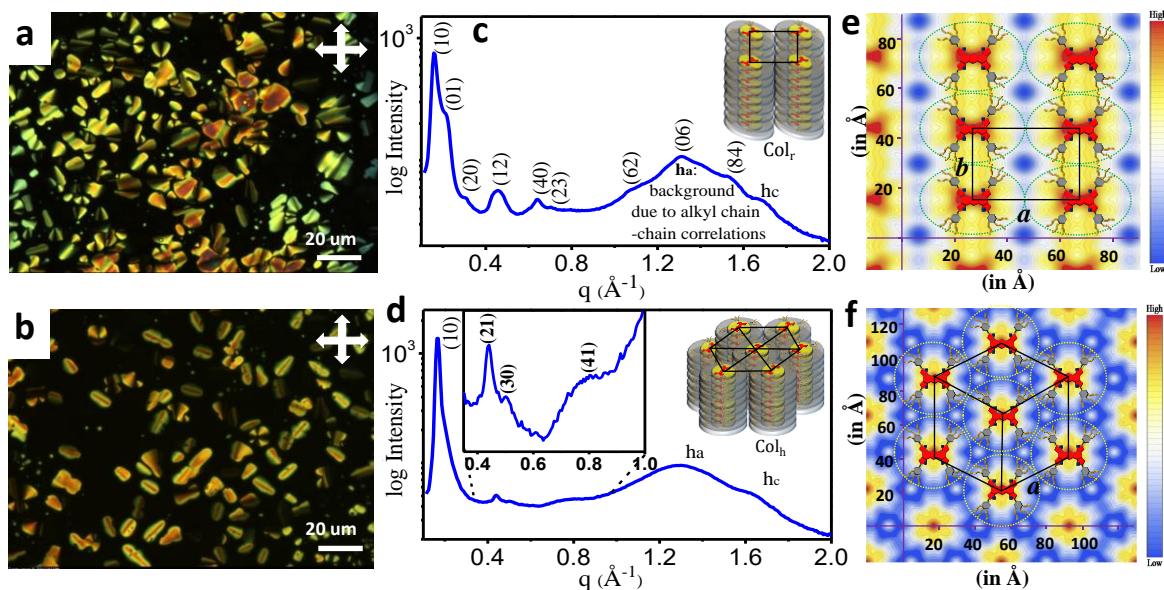 a
20 um
b
20 um
c
10³
(10)
(01)
(20)
(12)
(40)
(23)
(62)
(06)
(84)
ha:
background
due to alkyl chain
-chain correlations
hc
Colr
log Intensity
0.4 0.8 1.2 1.6 2.0
q (Å-1)
d
10³
(10)
(21)
(30)
(41)
0.4 0.6 0.8 1.0
ha
hc
Colh
log Intensity
0.4 0.8 1.2 1.6 2.0
q (Å-1)
e
80
60
40
20
(in Å)
b
a
20 40 60 80
(in Å)
High
Low
f
120
100
80
60
40
20
(in Å)
a
20 40 60 80 100
(in Å)
High
Low